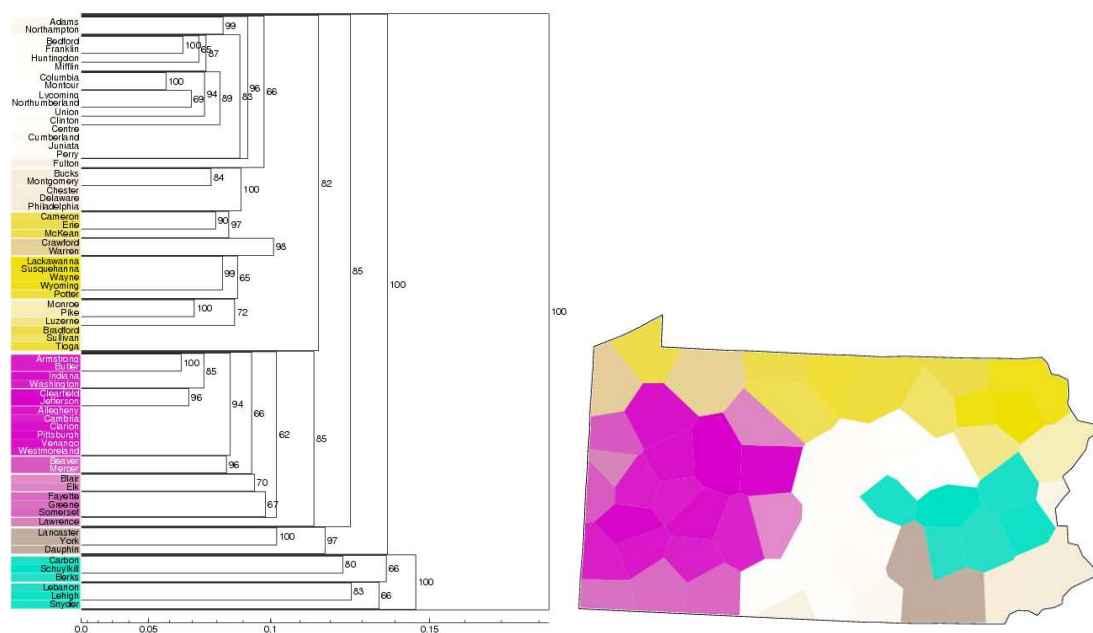 Adams
Northampton
99
Bedford
Franklin
100
65
87
Huntingdon
Mifflin
Columbia
Montour
100
94
89
83
96
66
Lycoming
Northumberland
69
Union
Clinton
Centre
Cumberland
Juniata
Perry
Fulton
Bucks
Montgomery
84
Chester
100
Delaware
Philadelphia
Cameron
Erie
90
97
McKean
82
Crawford
Warren
98
Lackawanna
Susquehanna
Wayne
99
65
85
Wyoming
Potter
100
Monroe
Pike
100
72
100
Luzerne
Bradford
Sullivan
Tioga
Armstrong
Butler
100
85
Indiana
Washington
Clearfield
Jefferson
96
94
66
62
85
Allegheny
Cambria
Clarion
Pittsburgh
Venango
Westmoreland
Beaver
Mercer
96
Blair
Elk
70
Fayette
Greene
67
Somerset
Lawrence
Lancaster
York
100
97
Dauphin
Carbon
Schuylkill
80
66
Berks
100
Lebanon
Lehigh
83
66
Snyder
0.0 0.05 0.1 0.15